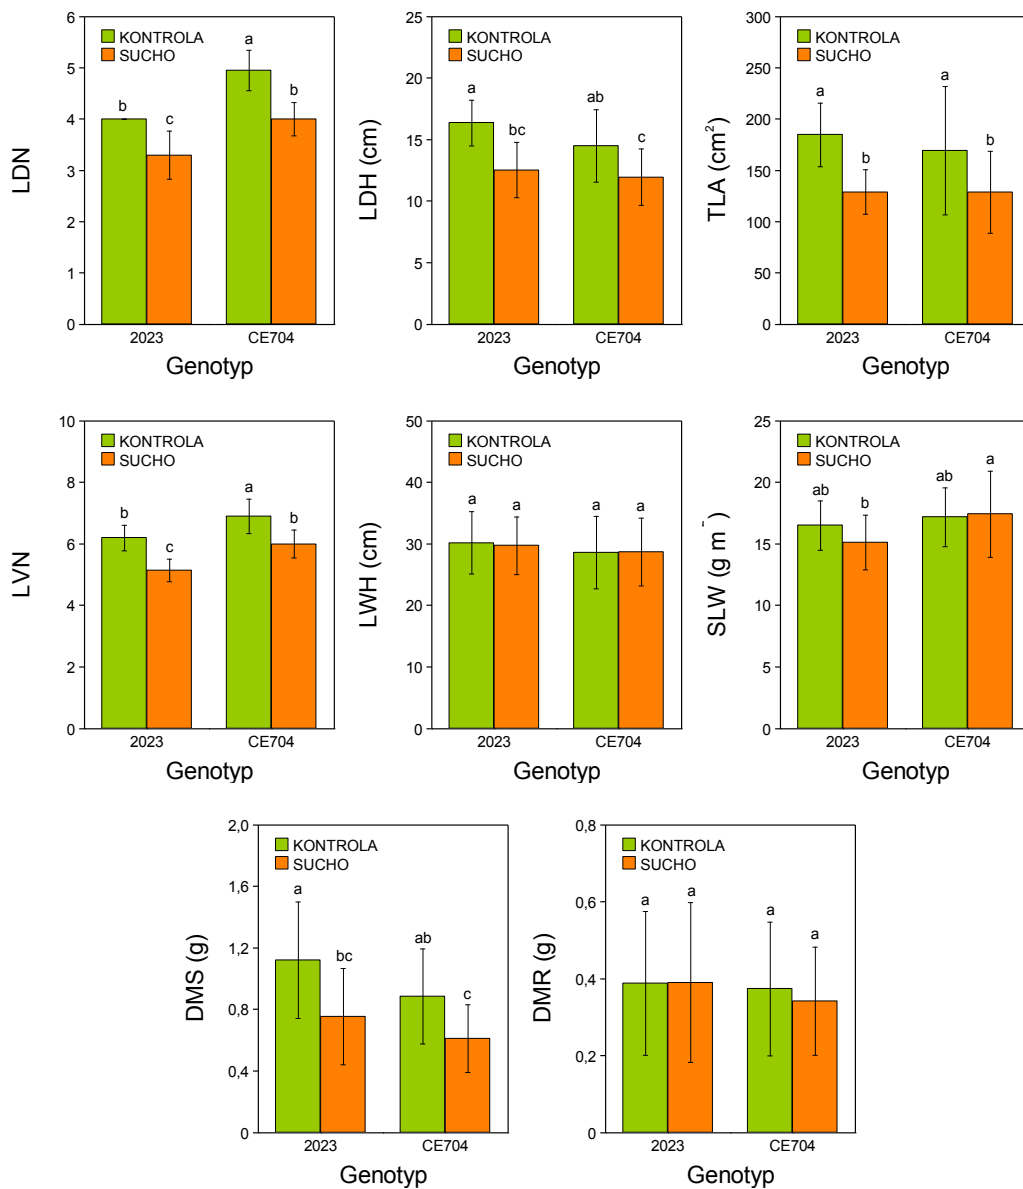 LDN
6
5
4
3
2
1
0
KONTROLA
SUCHO
b
c
a
b
2023
CE704
Genotyp
LDH (cm)
25
20
15
10
5
0
KONTROLA
SUCHO
a
bc
ab
c
2023
CE704
Genotyp
TLA (cm²)
300
250
200
150
100
50
0
KONTROLA
SUCHO
a
b
a
b
2023
CE704
Genotyp
LVN
10
8
6
4
2
0
KONTROLA
SUCHO
b
c
a
b
2023
CE704
Genotyp
LWH (cm)
50
40
30
20
10
0
KONTROLA
SUCHO
a
a
a
a
2023
CE704
Genotyp
SLW (g m⁻)
25
20
15
10
5
0
KONTROLA
SUCHO
ab
b
ab
a
2023
CE704
Genotyp
DMS (g)
2,0
1,6
1,2
0,8
0,4
0
KONTROLA
SUCHO
a
bc
ab
c
2023
CE704
Genotyp
DMR (g)
0,8
0,6
0,4
0,2
0
KONTROLA
SUCHO
a
a
a
a
2023
CE704
Genotyp